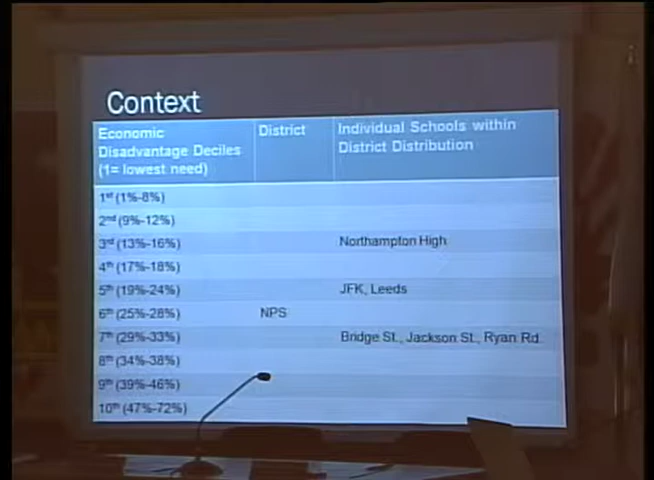 Context
Economic Disadvantage Deciles (1= lowest need) District Individual Schools within District Distribution
1st (1%-8%)
2nd (9%-12%)
3rd (13%-16%) Northampton High
4th (17%-18%)
5th (19%-24%) JFK, Leeds
6th (25%-28%) NPS
7th (29%-33%) Bridge St., Jackson St., Ryan Rd.
8th (34%-38%)
9th (39%-46%)
10th (47%-72%)